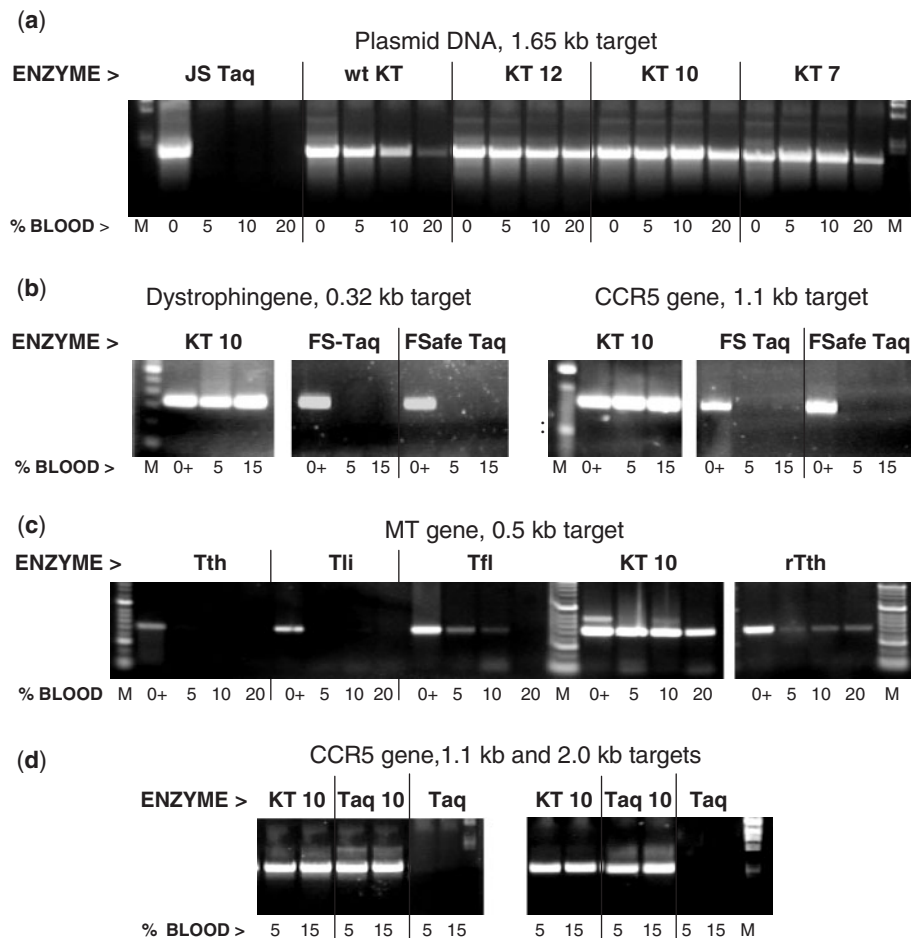 (a)
Plasmid DNA, 1.65 kb target
ENZYME > JS Taq wt KT KT 12 KT 10 KT 7
% BLOOD > M 0 5 10 20 0 5 10 20 0 5 10 20 0 5 10 20 0 5 10 20 M
(b)
Dystrophingene, 0.32 kb target CCR5 gene, 1.1 kb target
ENZYME > KT 10 FS-Taq FSafe Taq KT 10 FS Taq FSafe Taq
:
% BLOOD > M 0+ 5 15 0+ 5 15 0+ 5 15 M 0+ 5 15 0+ 5 15 0+ 5 15
(c)
MT gene, 0.5 kb target
ENZYME > Tth Tli Tfl KT 10 rTth
% BLOOD M 0+ 5 10 20 0+ 5 10 20 0+ 5 10 20 M 0+ 5 10 20 0+ 5 10 20 M
(d)
CCR5 gene,1.1 kb and 2.0 kb targets
ENZYME > KT 10 Taq 10 Taq KT 10 Taq 10 Taq
% BLOOD > 5 15 5 15 5 15 5 15 5 15 5 15 M